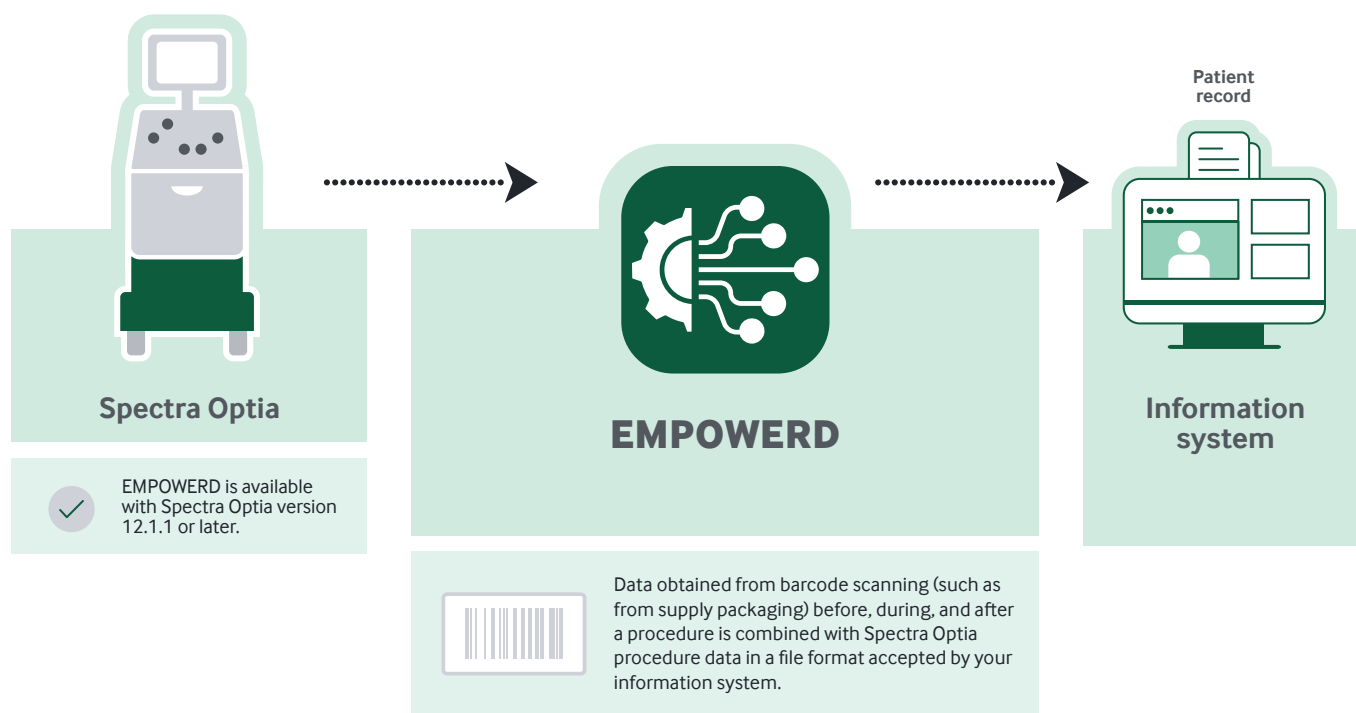 Patient
record
Spectra Optia
EMPOWERD
Information
system
EMPOWERD is available
with Spectra Optia version
12.1.1 or later.
Data obtained from barcode scanning (such as
from supply packaging) before, during, and after
a procedure is combined with Spectra Optia
procedure data in a file format accepted by your
information system.